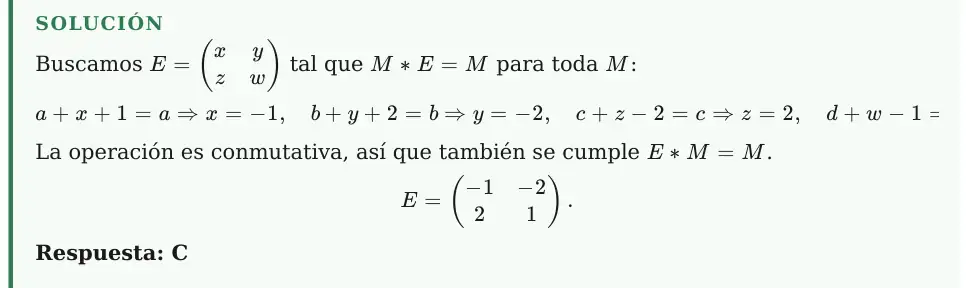 SOLUCIÓN
Buscamos E = (x y; z w) tal que M ∗ E = M para toda M:
a + x + 1 = a ⇒ x = −1, b + y + 2 = b ⇒ y = −2, c + z − 2 = c ⇒ z = 2, d + w − 1 =
La operación es conmutativa, así que también se cumple E ∗ M = M.
E = (−1 −2; 2 1).
Respuesta: C